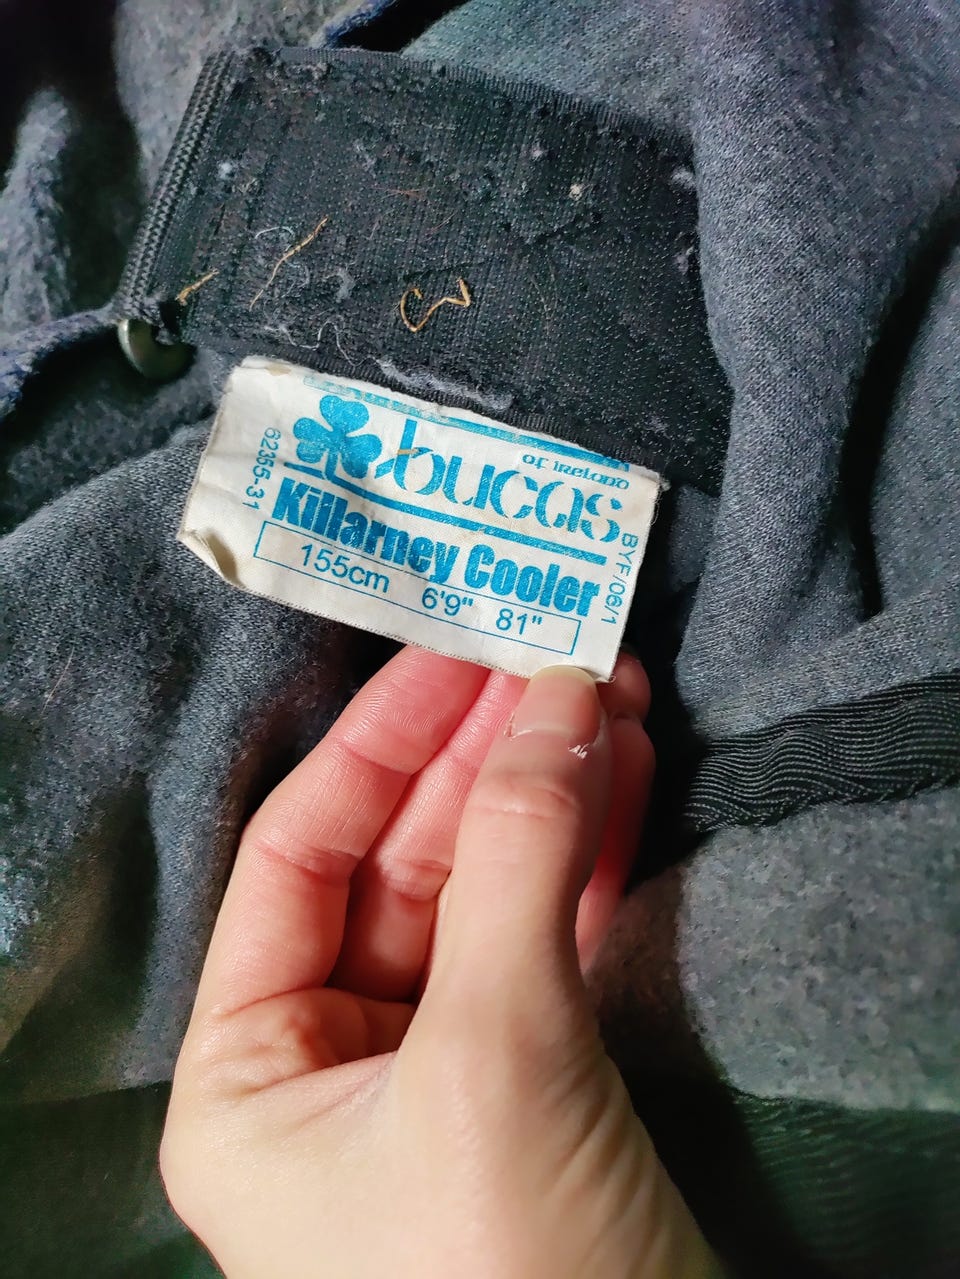 bucas
of ireland
Killarney Cooler
155cm 6'9" 81"
62355-31
BYF/06/1